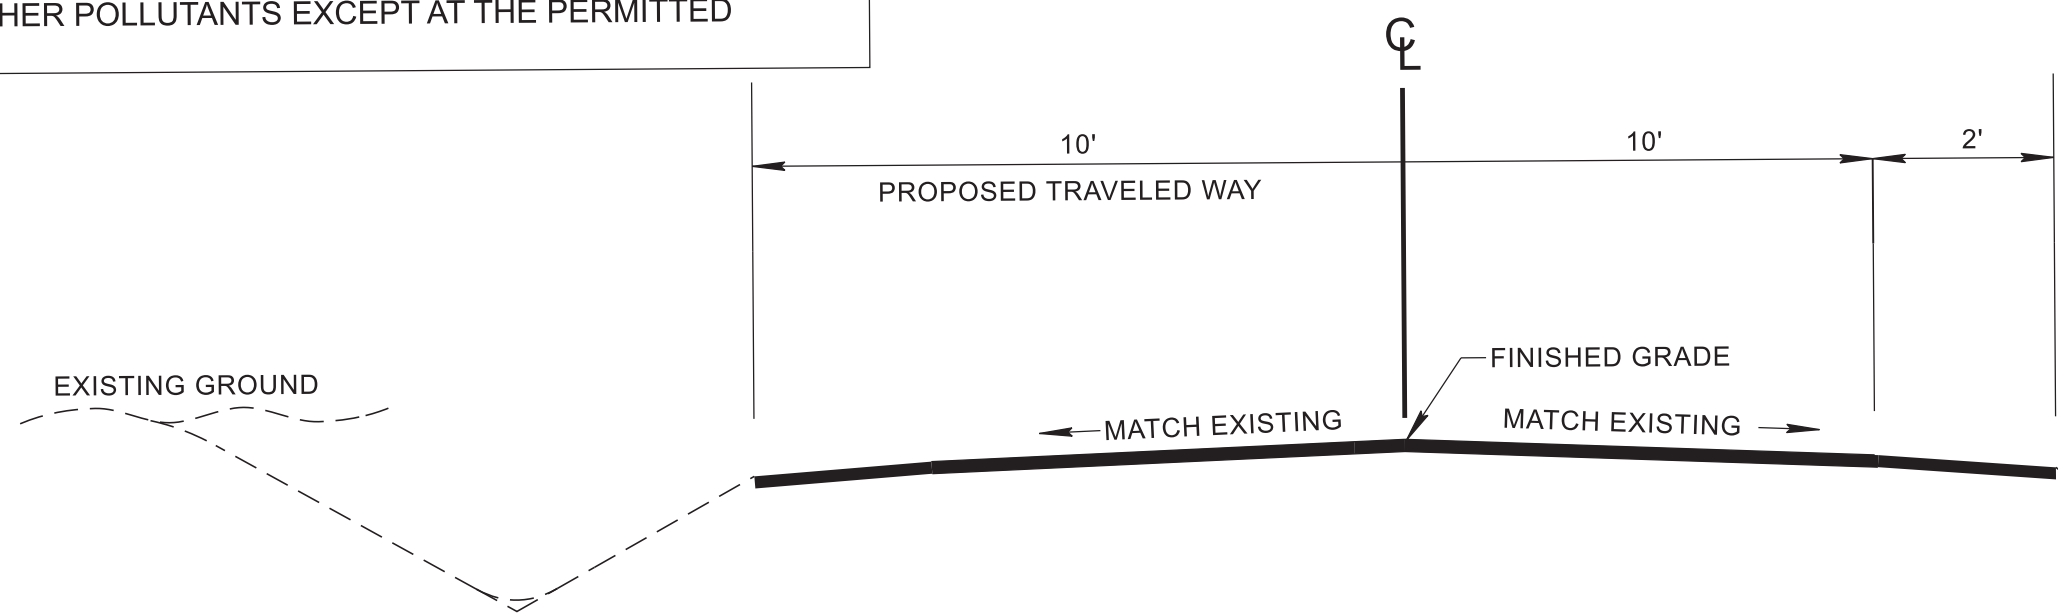 HER POLLUTANTS EXCEPT AT THE PERMITTED
℄
10'
10'
2'
PROPOSED TRAVELED WAY
FINISHED GRADE
EXISTING GROUND
MATCH EXISTING
MATCH EXISTING